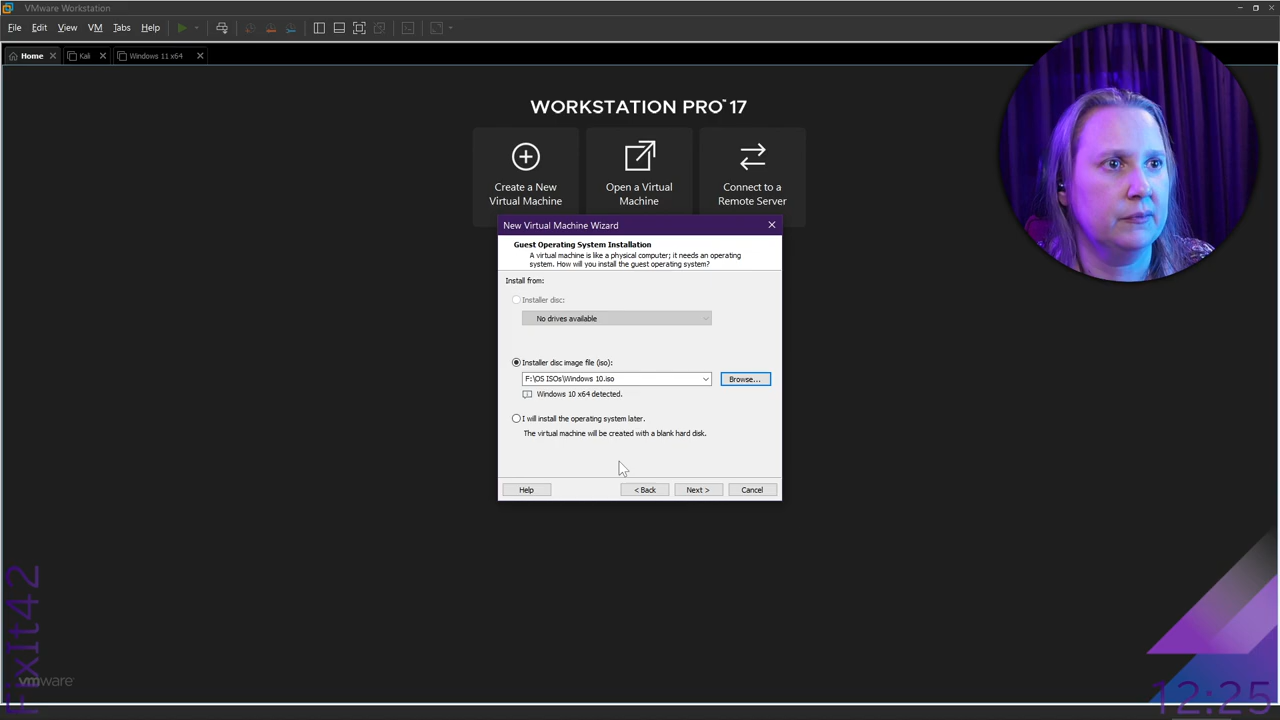 VMware Workstation
File Edit View VM Tabs Help
Home Kali Windows 11 x64
WORKSTATION PRO™ 17
Create a New
Virtual Machine
Open a Virtual
Machine
Connect to a
Remote Server
New Virtual Machine Wizard
Guest Operating System Installation
A virtual machine is like a physical computer; it needs an operating
system. How will you install the guest operating system?
Install from:
Installer disc:
No drives available
Installer disc image file (iso):
F:\OS ISOs\Windows 10.iso
Browse...
Windows 10 x64 detected.
I will install the operating system later.
The virtual machine will be created with a blank hard disk.
Help < Back Next > Cancel
FixIt42
vmware
12:25